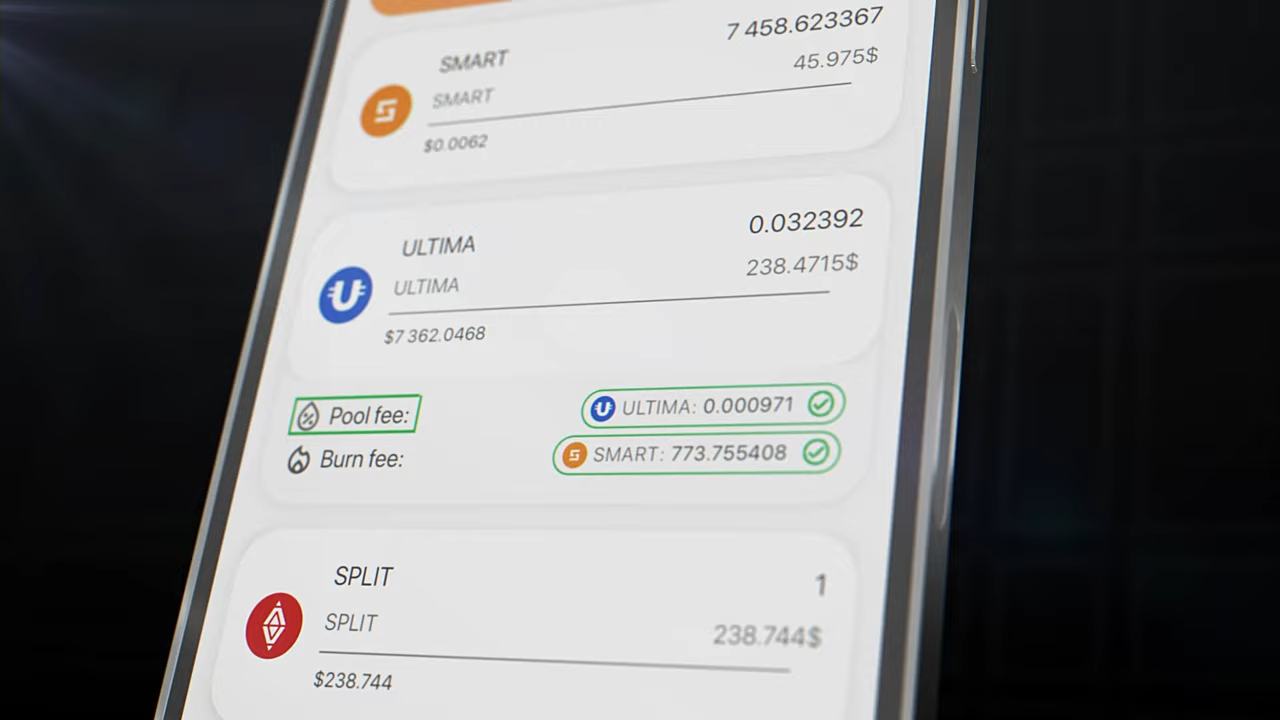 SMART
7 458.623367
SMART
45.975$
$0.0062
ULTIMA
0.032392
ULTIMA
238.4715$
$7 362.0468
Pool fee:
ULTIMA: 0.000971
Burn fee:
SMART: 773.755408
SPLIT
1
SPLIT
238.744$
$238.744